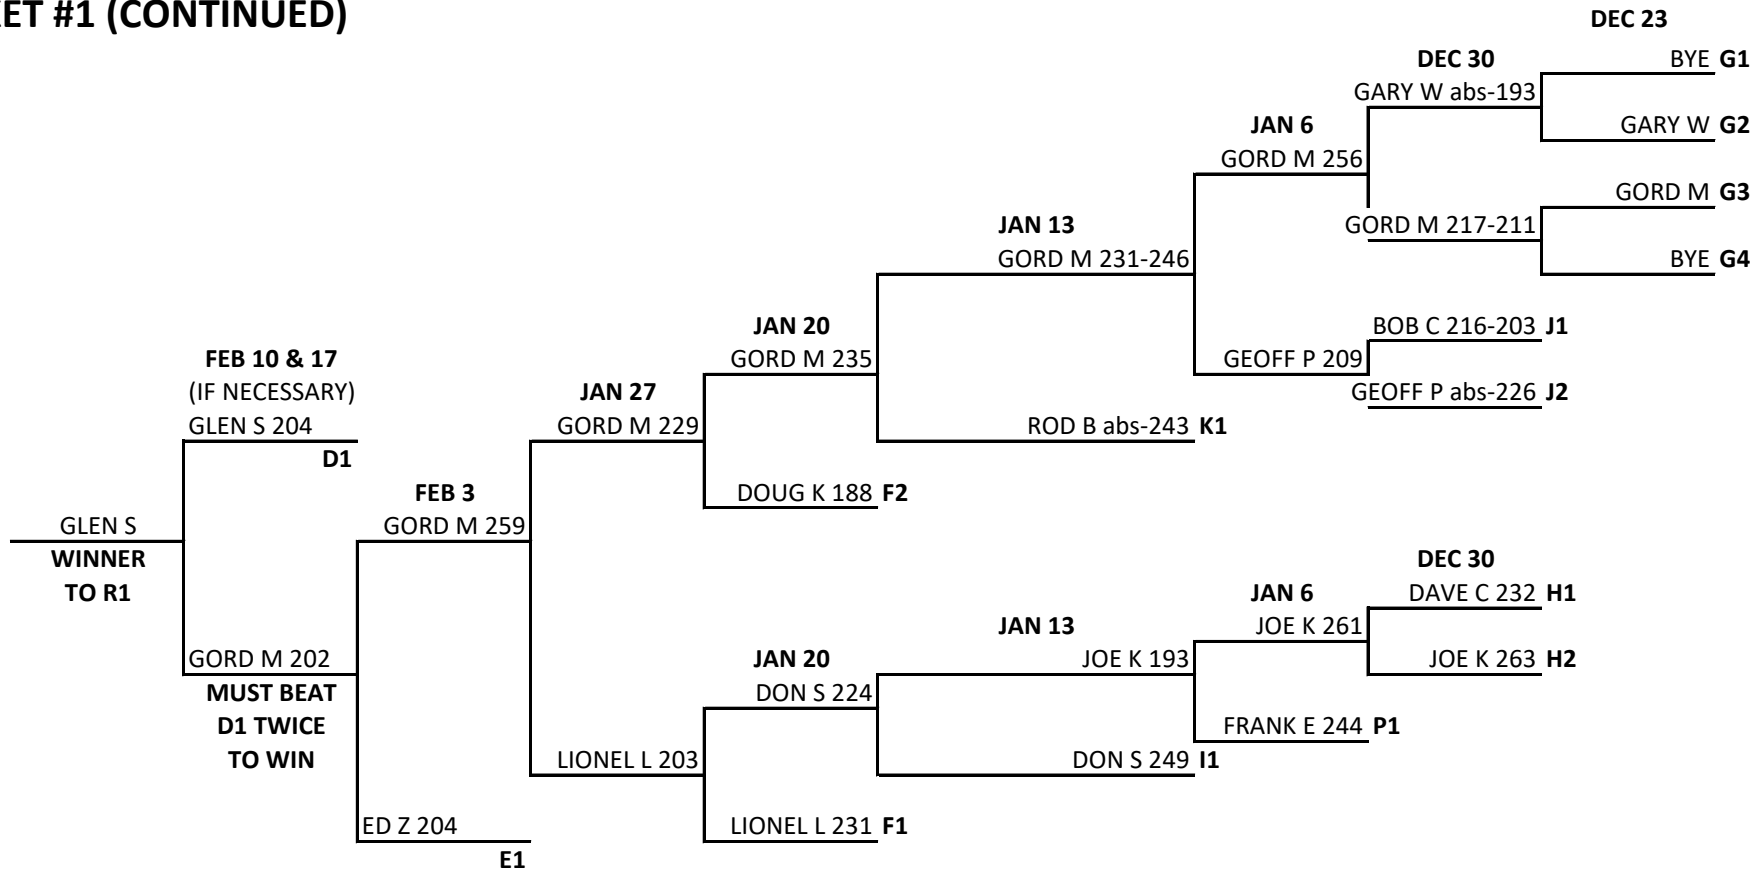 ET #1 (CONTINUED)
DEC 23
DEC 30
BYE G1
GARY W abs-193
JAN 6
GARY W G2
GORD M 256
GORD M G3
JAN 13
GORD M 217-211
GORD M 231-246
BYE G4
JAN 20
BOB C 216-203 J1
FEB 10 & 17
GORD M 235
GEOFF P 209
(IF NECESSARY)
JAN 27
GEOFF P abs-226 J2
GLEN S 204
GORD M 229
ROD B abs-243 K1
D1
FEB 3
DOUG K 188 F2
GLEN S
GORD M 259
WINNER
DEC 30
TO R1
JAN 6
DAVE C 232 H1
JAN 13
JOE K 261
GORD M 202
JAN 20
JOE K 193
JOE K 263 H2
MUST BEAT
DON S 224
D1 TWICE
FRANK E 244 P1
TO WIN
LIONEL L 203
DON S 249 I1
ED Z 204
LIONEL L 231 F1
E1